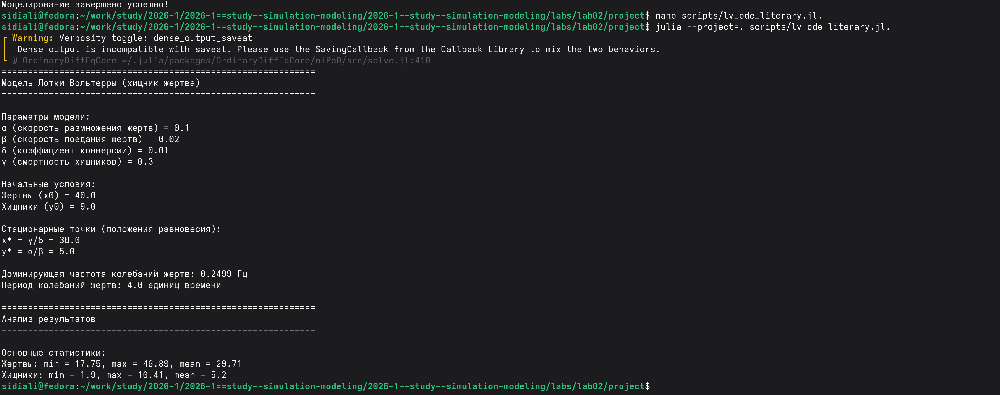 Моделирование завершено успешно!
sidiali@fedora:~/work/study/2026-1/2026-1==study--simulation-modeling/2026-1--study--simulation-modeling/labs/lab02/project$ nano scripts/lv_ode_literary.jl.
sidiali@fedora:~/work/study/2026-1/2026-1==study--simulation-modeling/2026-1--study--simulation-modeling/labs/lab02/project$ julia --project=. scripts/lv_ode_literary.jl.
┌ Warning: Verbosity toggle: dense_output_saveat
│  Dense output is incompatible with saveat. Please use the SavingCallback from the Callback Library to mix the two behaviors.
└ @ OrdinaryDiffEqCore ~/.julia/packages/OrdinaryDiffEqCore/niPe0/src/solve.jl:410
============================================================
Модель Лотки-Вольтерры (хищник-жертва)
============================================================
Параметры модели:
α (скорость размножения жертв) = 0.1
β (скорость поедания жертв) = 0.02
δ (коэффициент конверсии) = 0.01
γ (смертность хищников) = 0.3
Начальные условия:
Жертвы (x0) = 40.0
Хищники (y0) = 9.0
Стационарные точки (положения равновесия):
x* = γ/δ = 30.0
y* = α/β = 5.0
Доминирующая частота колебаний жертв: 0.2499 Гц
Период колебаний жертв: 4.0 единиц времени
============================================================
Анализ результатов
============================================================
Основные статистики:
Жертвы: min = 17.75, max = 46.89, mean = 29.71
Хищники: min = 1.9, max = 10.41, mean = 5.2
sidiali@fedora:~/work/study/2026-1/2026-1==study--simulation-modeling/2026-1--study--simulation-modeling/labs/lab02/project$